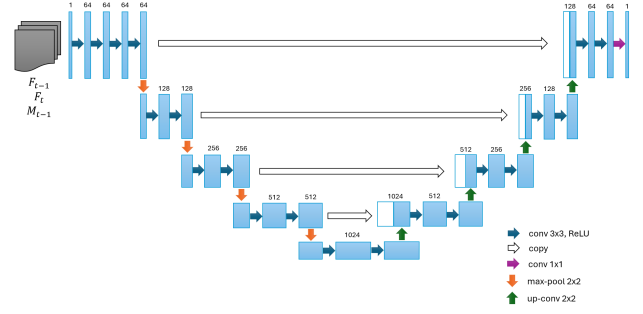 1 64 64 64 64
128 64 64 1
F_{t-1}
F_t
M_{t-1}
128 128
256 128
256 256
512 256
512 512
1024 512
1024
conv 3x3, ReLU
copy
conv 1x1
max-pool 2x2
up-conv 2x2